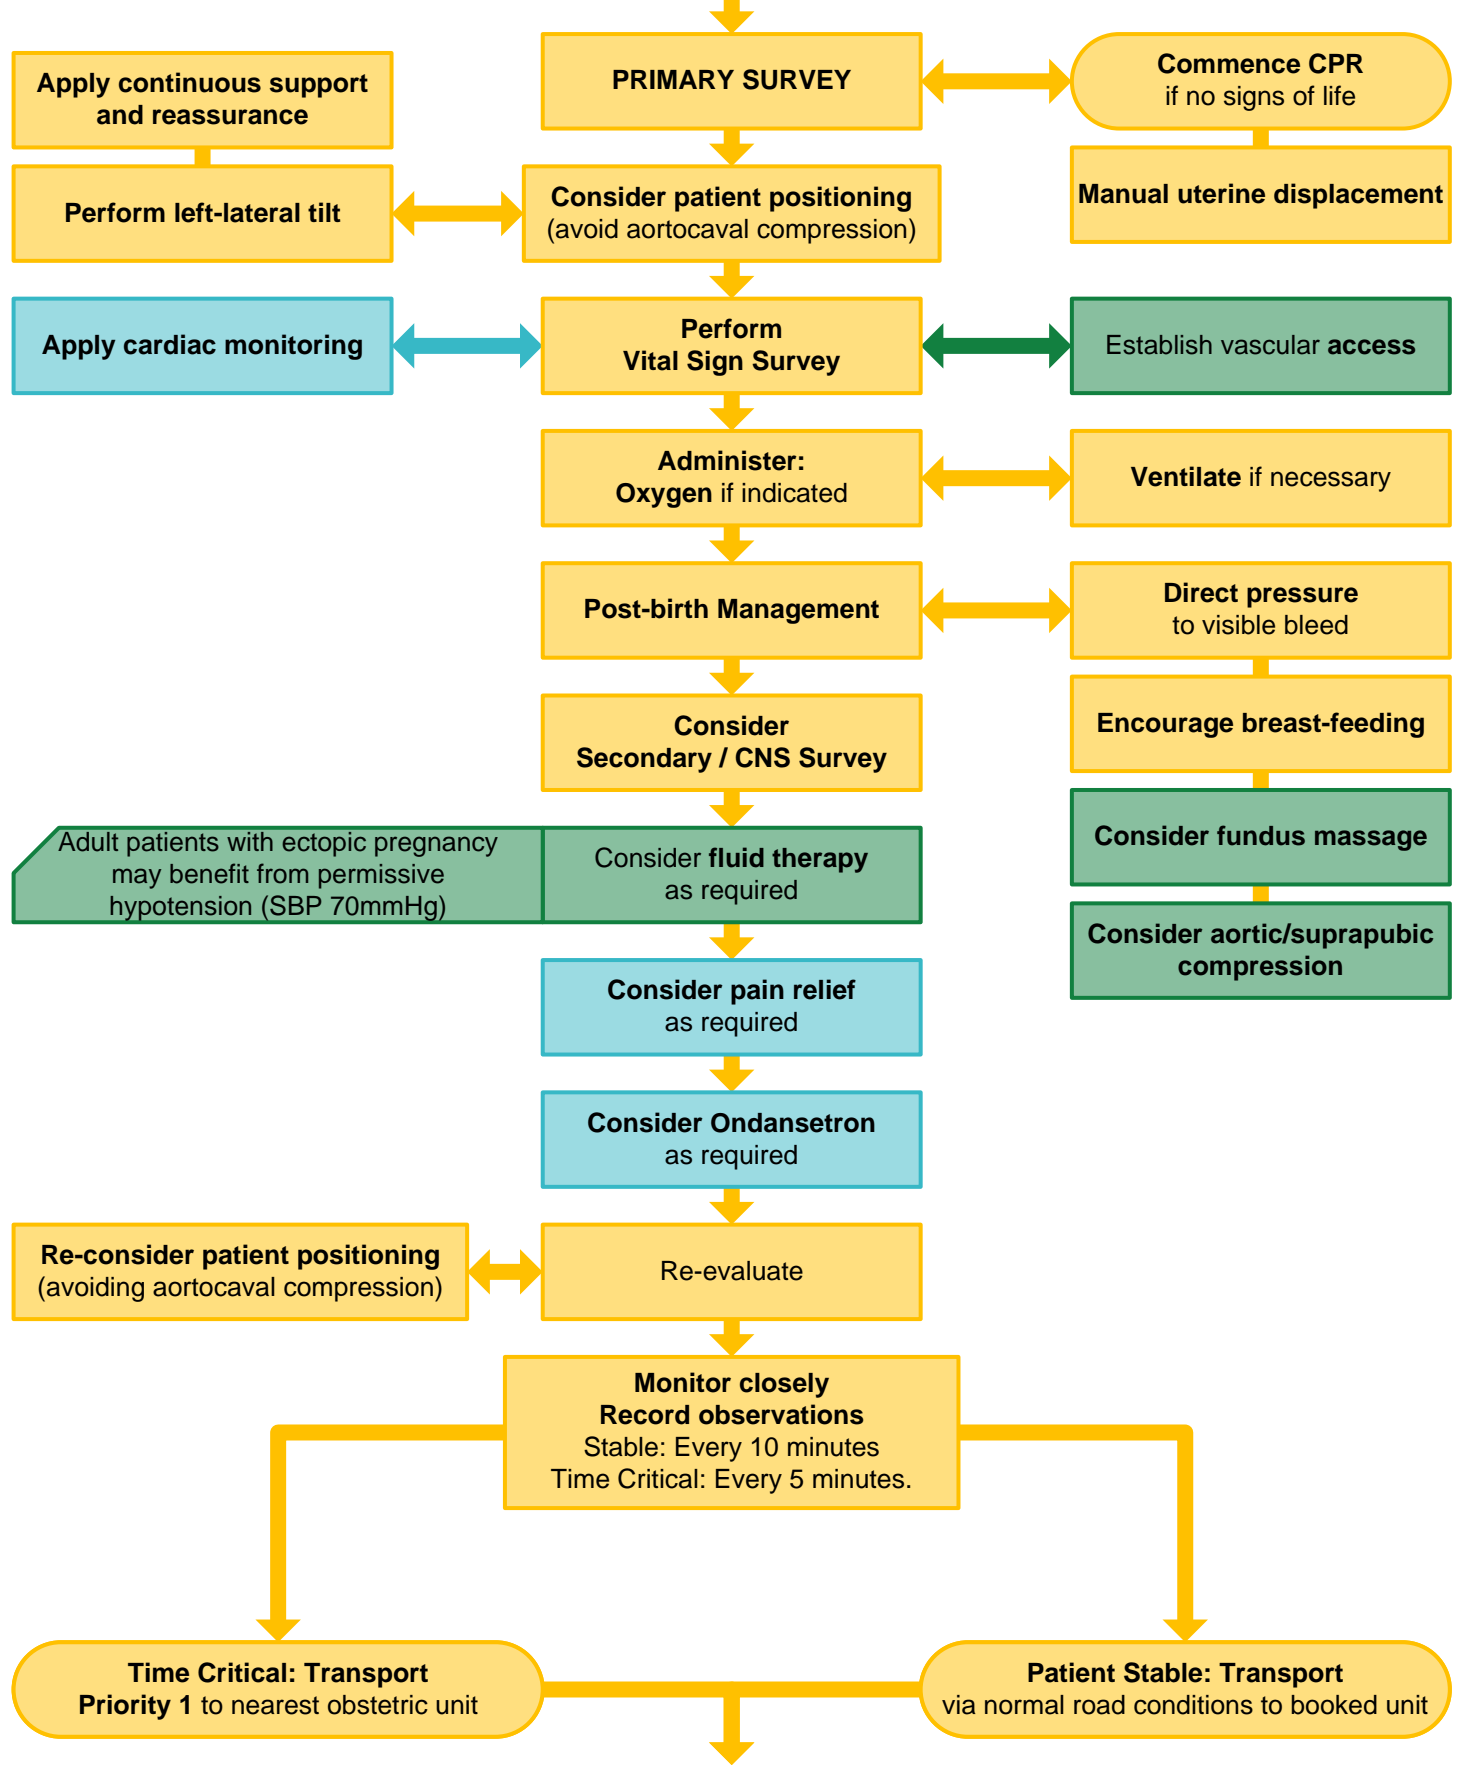 PRIMARY SURVEY
Commence CPR
if no signs of life
Apply continuous support
and reassurance
Manual uterine displacement
Perform left-lateral tilt
Consider patient positioning
(avoid aortocaval compression)
Apply cardiac monitoring
Perform
Vital Sign Survey
Establish vascular access
Administer:
Oxygen if indicated
Ventilate if necessary
Post-birth Management
Direct pressure
to visible bleed
Encourage breast-feeding
Consider fundus massage
Consider aortic/suprapubic
compression
Consider
Secondary / CNS Survey
Adult patients with ectopic pregnancy
may benefit from permissive
hypotension (SBP 70mmHg)
Consider fluid therapy
as required
Consider pain relief
as required
Consider Ondansetron
as required
Re-consider patient positioning
(avoiding aortocaval compression)
Re-evaluate
Monitor closely
Record observations
Stable: Every 10 minutes
Time Critical: Every 5 minutes.
Time Critical: Transport
Priority 1 to nearest obstetric unit
Patient Stable: Transport
via normal road conditions to booked unit